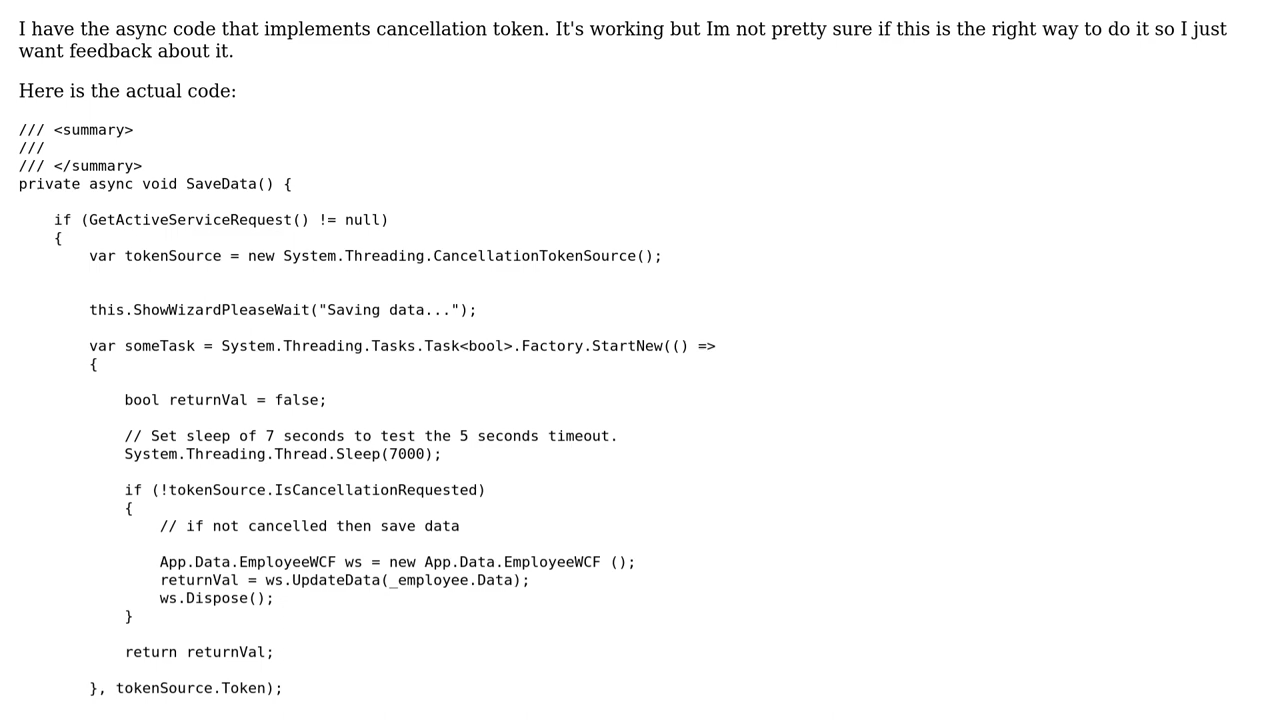 I have the async code that implements cancellation token. It's working but Im not pretty sure if this is the right way to do it so I just
want feedback about it.
Here is the actual code:
/// <summary>
///
/// </summary>
private async void SaveData() {
    if (GetActiveServiceRequest() != null)
    {
        var tokenSource = new System.Threading.CancellationTokenSource();
        this.ShowWizardPleaseWait("Saving data...");
        var someTask = System.Threading.Tasks.Task<bool>.Factory.StartNew(() =>
        {
            bool returnVal = false;
            // Set sleep of 7 seconds to test the 5 seconds timeout.
            System.Threading.Thread.Sleep(7000);
            if (!tokenSource.IsCancellationRequested)
            {
                // if not cancelled then save data
                App.Data.EmployeeWCF ws = new App.Data.EmployeeWCF ();
                returnVal = ws.UpdateData(_employee.Data);
                ws.Dispose();
            }
            return returnVal;
        }, tokenSource.Token);